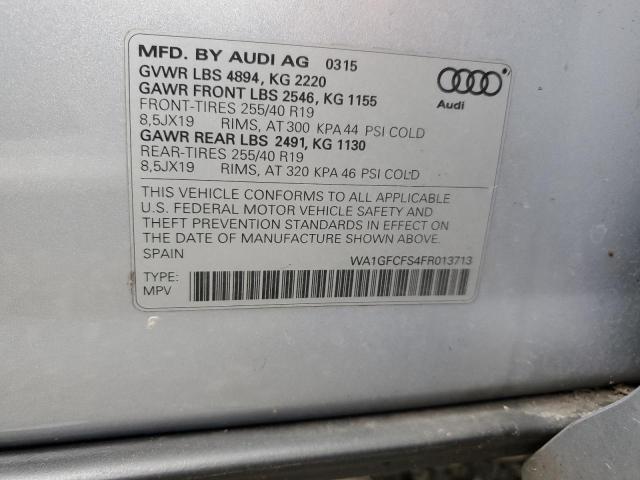 MFD. BY AUDI AG 0315
GVWR LBS 4894, KG 2220
GAWR FRONT LBS 2546, KG 1155
FRONT-TIRES 255/40 R19
8,5JX19 RIMS, AT 300 KPA 44 PSI COLD
GAWR REAR LBS 2491, KG 1130
REAR-TIRES 255/40 R19
8,5JX19 RIMS, AT 320 KPA 46 PSI COLD
Audi
THIS VEHICLE CONFORMS TO ALL APPLICABLE
U.S. FEDERAL MOTOR VEHICLE SAFETY AND
THEFT PREVENTION STANDARDS IN EFFECT ON
THE DATE OF MANUFACTURE SHOWN ABOVE.
SPAIN WA1GFCFS4FR013713
TYPE:
MPV